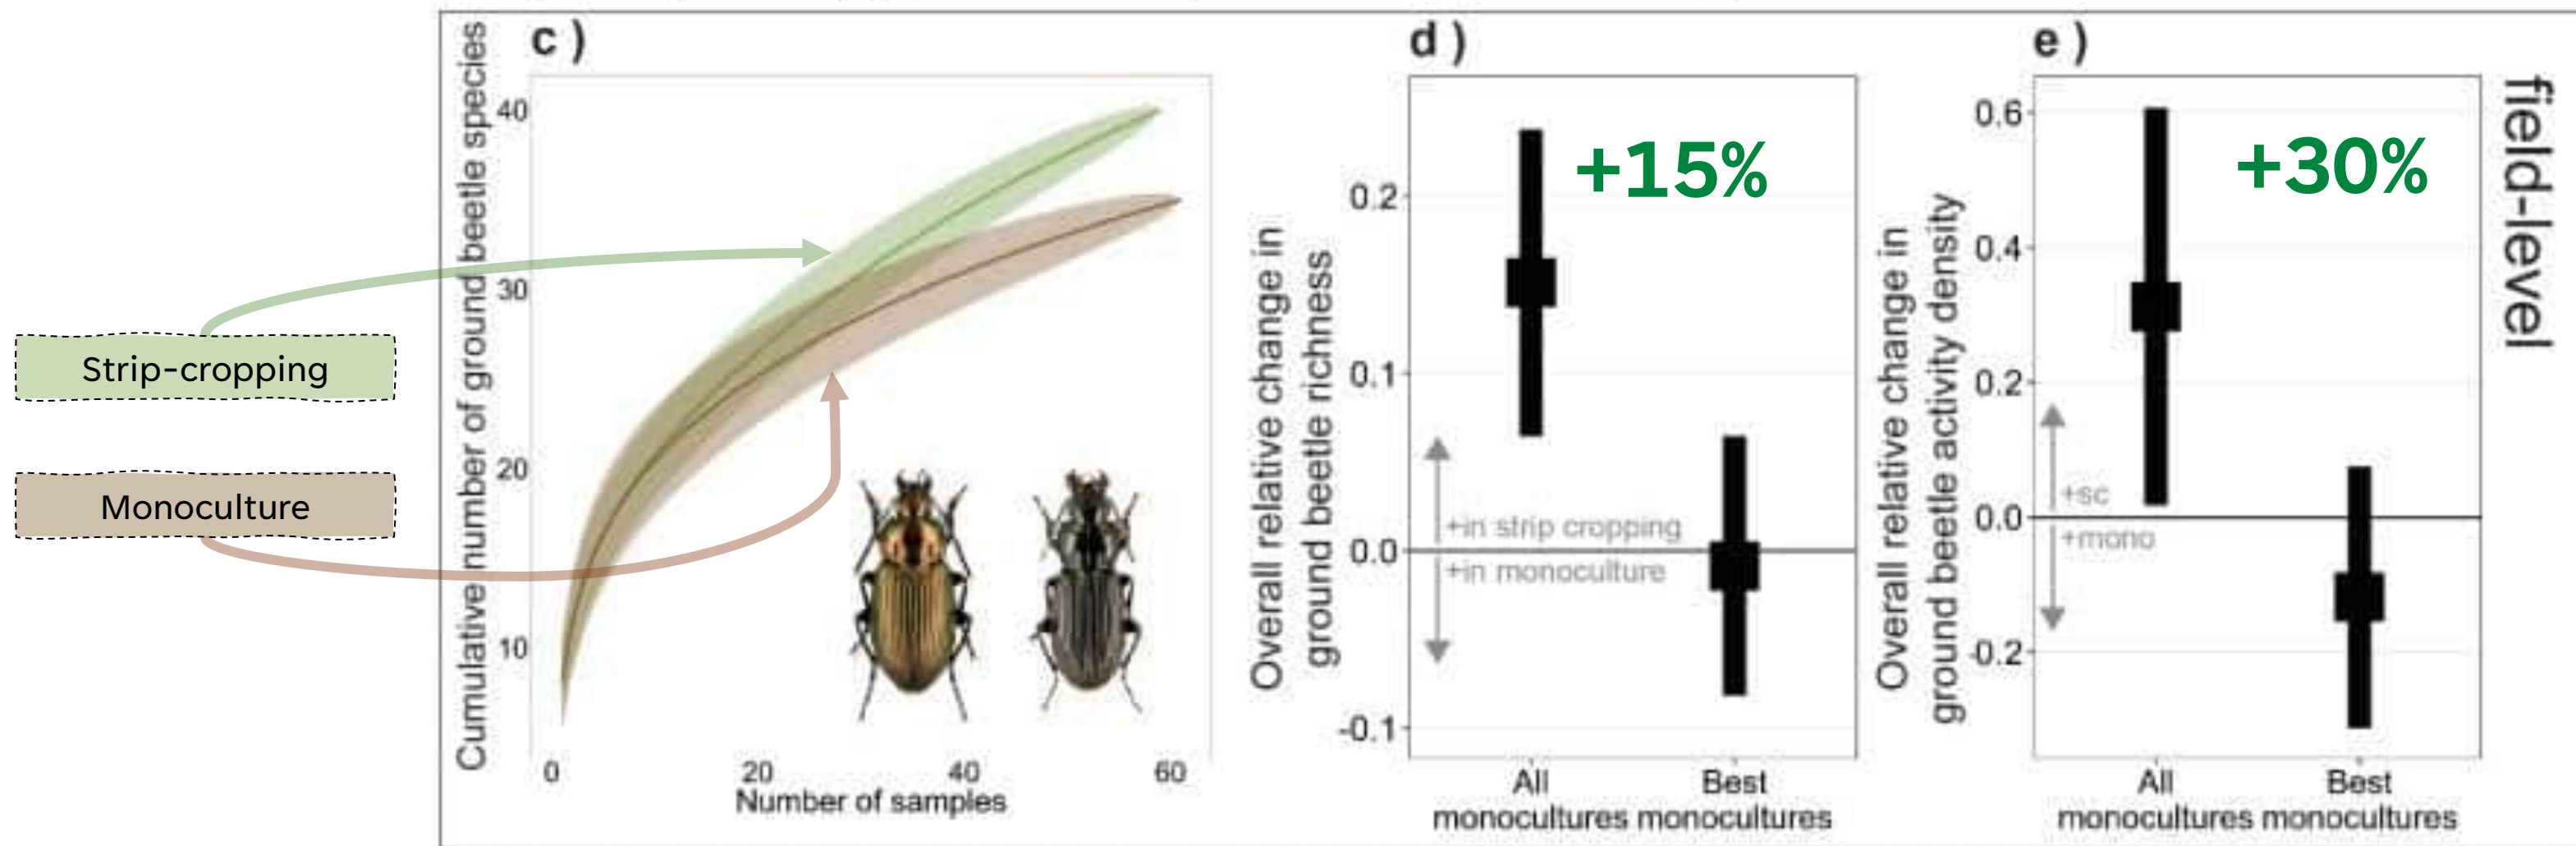 Strip-cropping
Monoculture
c )
Cumulative number of ground beetle species
40
30
20
10
0
20
40
60
Number of samples
d )
Overall relative change in
ground beetle richness
0.2
0.1
0.0
-0.1
+15%
+in strip cropping
+in monoculture
All
monocultures
Best
monocultures
e )
Overall relative change in
ground beetle activity density
0.6
0.4
0.2
0.0
-0.2
+30%
+sc
+mono
All
monocultures
Best
monocultures
field-level